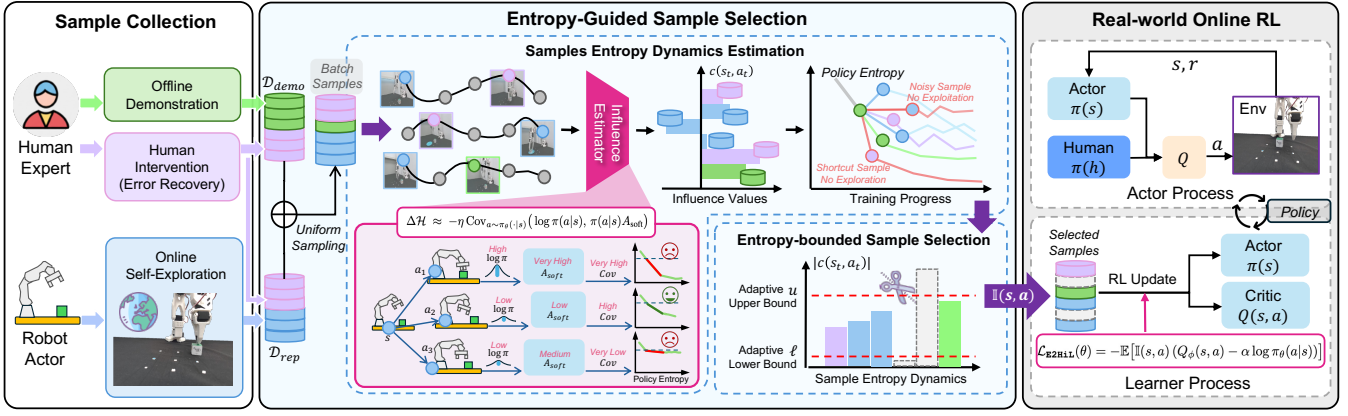 Sample Collection
Human
Expert
Offline
Demonstration
Human
Intervention
(Error Recovery)
Robot
Actor
Online
Self-Exploration
Entropy-Guided Sample Selection
𝒟demo
Batch
Samples
Uniform
Sampling
𝒟rep
Samples Entropy Dynamics Estimation
Influence
Estimator
c(s_t, a_t)
Influence Values
Policy Entropy
Noisy Sample
No Exploitation
Shortcut Sample
No Exploration
Training Progress
Δℋ ≈ −η Cov_{a∼π_θ(·|s)}(log π(a|s), π(a|s)A_soft)
s
a₁
High
log π
Very High
A_soft
Very High
Cov
a₂
Low
log π
Low
A_soft
High
Cov
a₃
Low
log π
Medium
A_soft
Very Low
Cov
Policy Entropy
Entropy-bounded Sample Selection
|c(s_t, a_t)|
Adaptive u
Upper Bound
Adaptive ℓ
Lower Bound
Sample Entropy Dynamics
𝕀(s, a)
Real-world Online RL
s, r
Actor
π(s)
Human
π(h)
Q
a
Env
Actor Process
Policy
Selected
Samples
RL Update
Actor
π(s)
Critic
Q(s, a)
ℒ_E2HiL(θ) = −𝔼[𝕀(s, a) (Q_ϕ(s, a) − α log π_θ(a|s))]
Learner Process